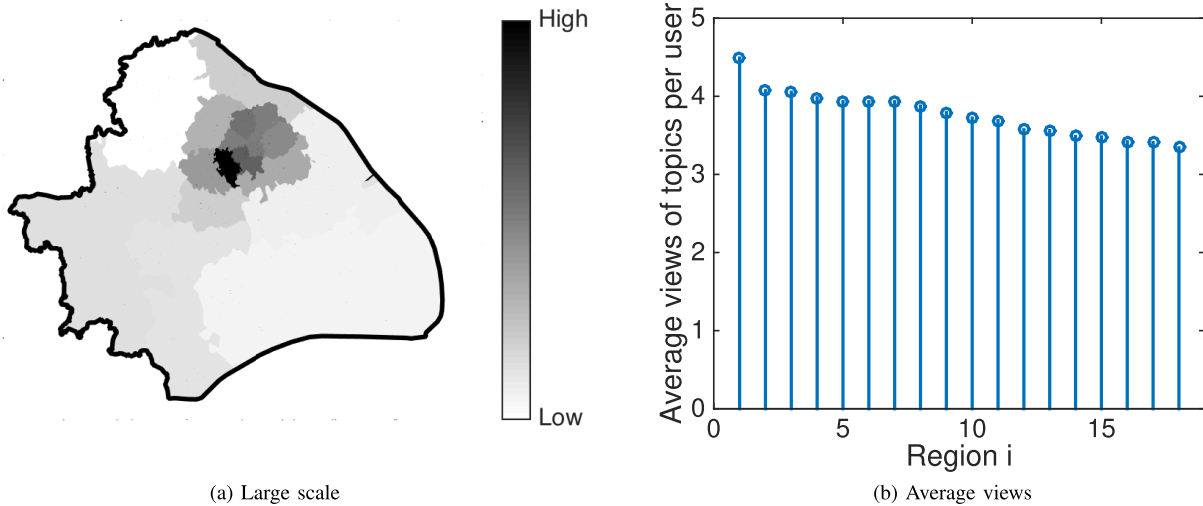 High
Low
(a) Large scale
Average views of topics per user
5
4
3
2
1
0
0
5
10
15
Region i
(b) Average views